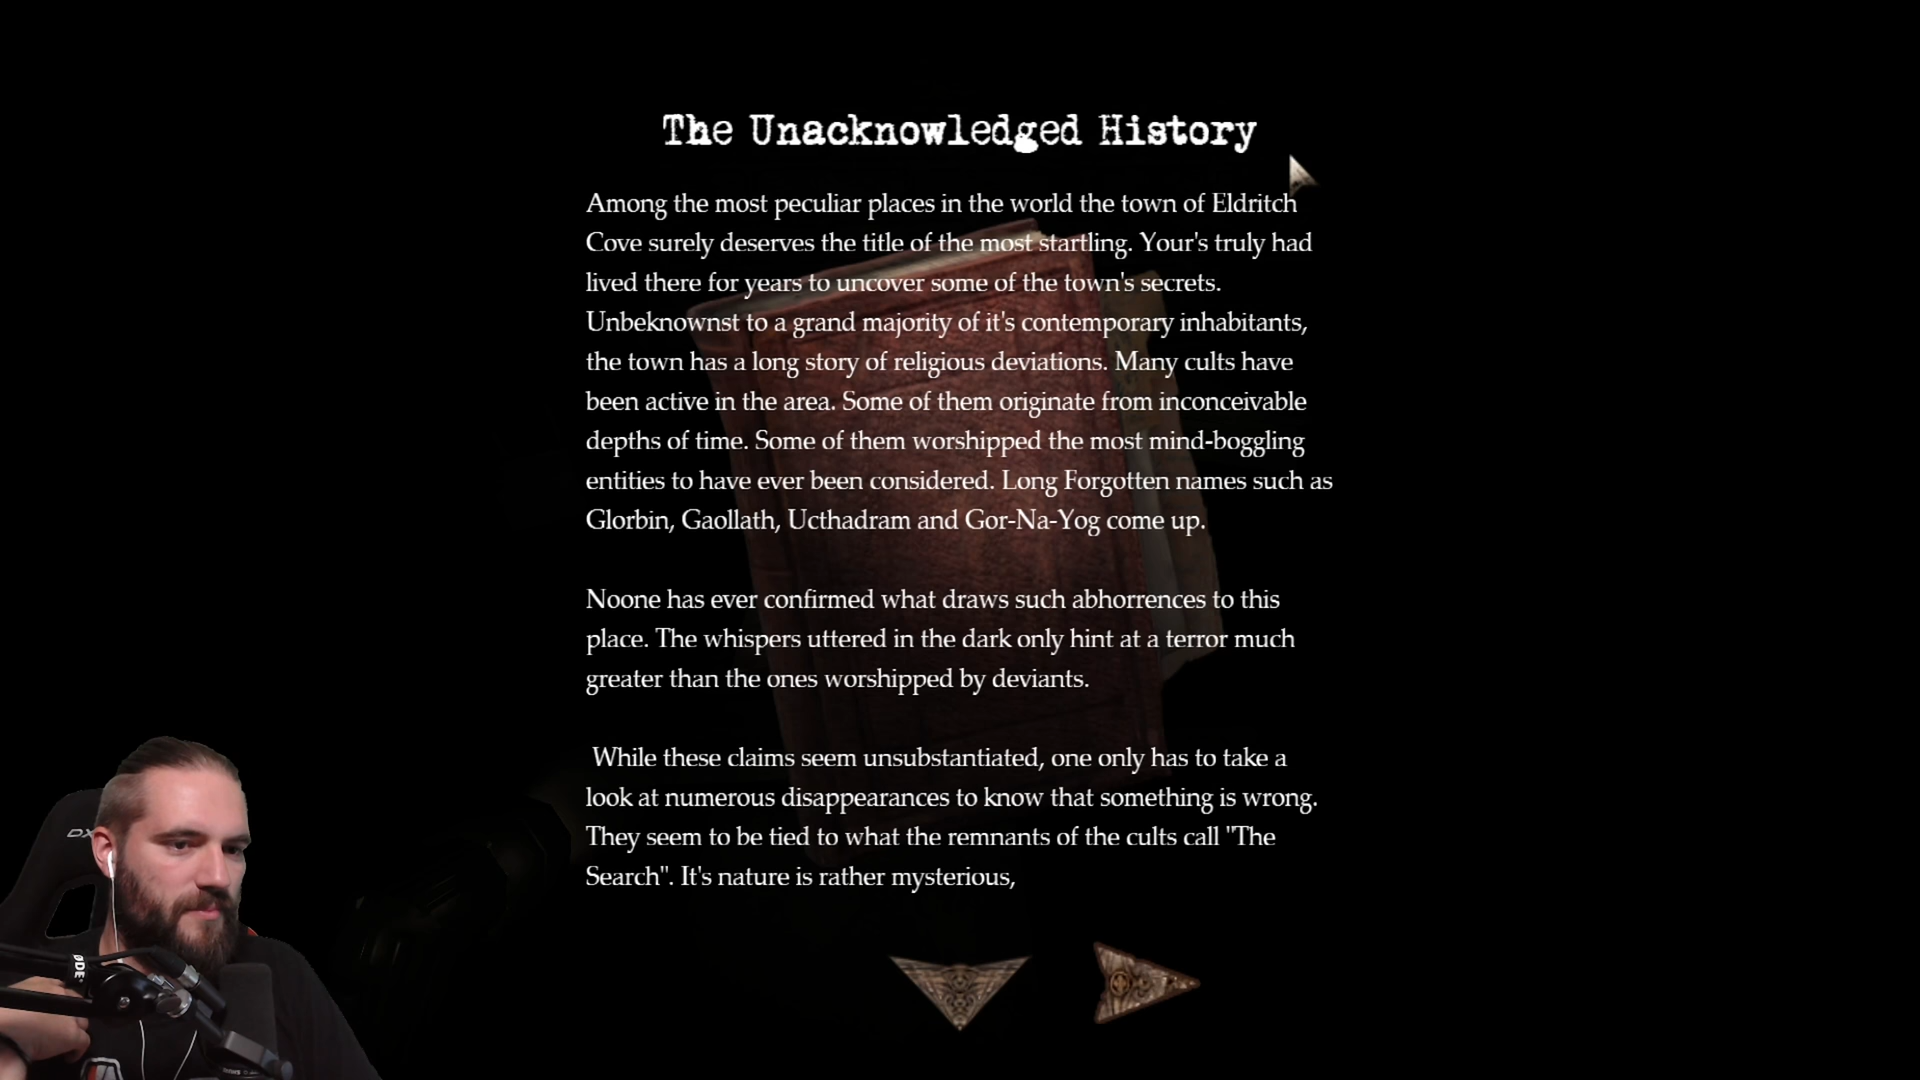 The Unacknowledged History
Among the most peculiar places in the world the town of Eldritch
Cove surely deserves the title of the most startling. Your's truly had
lived there for years to uncover some of the town's secrets.
Unbeknownst to a grand majority of it's contemporary inhabitants,
the town has a long story of religious deviations. Many cults have
been active in the area. Some of them originate from inconceivable
depths of time. Some of them worshipped the most mind-boggling
entities to have ever been considered. Long Forgotten names such as
Glorbin, Gaollath, Ucthadram and Gor-Na-Yog come up.
Noone has ever confirmed what draws such abhorrences to this
place. The whispers uttered in the dark only hint at a terror much
greater than the ones worshipped by deviants.
While these claims seem unsubstantiated, one only has to take a
look at numerous disappearances to know that something is wrong.
They seem to be tied to what the remnants of the cults call "The
Search". It's nature is rather mysterious,
DX